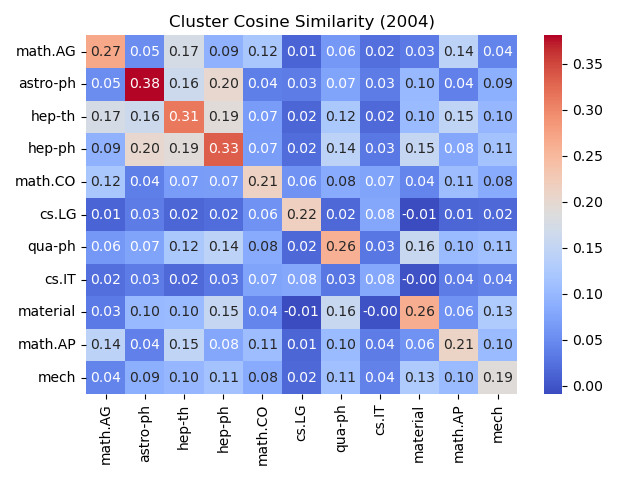 Cluster Cosine Similarity (2004)
math.AG 0.27 0.05 0.17 0.09 0.12 0.01 0.06 0.02 0.03 0.14 0.04
astro-ph 0.05 0.38 0.16 0.20 0.04 0.03 0.07 0.03 0.10 0.04 0.09
hep-th 0.17 0.16 0.31 0.19 0.07 0.02 0.12 0.02 0.10 0.15 0.10
hep-ph 0.09 0.20 0.19 0.33 0.07 0.02 0.14 0.03 0.15 0.08 0.11
math.CO 0.12 0.04 0.07 0.07 0.21 0.06 0.08 0.07 0.04 0.11 0.08
cs.LG 0.01 0.03 0.02 0.02 0.06 0.22 0.02 0.08 -0.01 0.01 0.02
qua-ph 0.06 0.07 0.12 0.14 0.08 0.02 0.26 0.03 0.16 0.10 0.11
cs.IT 0.02 0.03 0.02 0.03 0.07 0.08 0.03 0.08 -0.00 0.04 0.04
material 0.03 0.10 0.10 0.15 0.04 -0.01 0.16 -0.00 0.26 0.06 0.13
math.AP 0.14 0.04 0.15 0.08 0.11 0.01 0.10 0.04 0.06 0.21 0.10
mech 0.04 0.09 0.10 0.11 0.08 0.02 0.11 0.04 0.13 0.10 0.19
math.AG astro-ph hep-th hep-ph math.CO cs.LG qua-ph cs.IT material math.AP mech
0.35
0.30
0.25
0.20
0.15
0.10
0.05
0.00